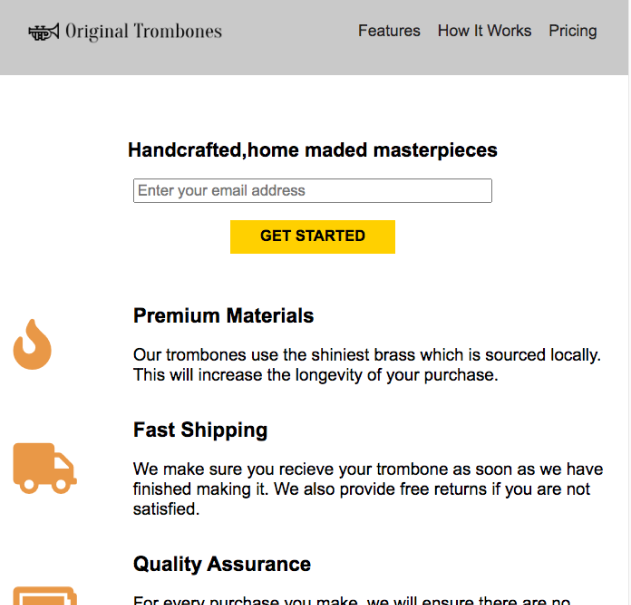 Original Trombones
Features How It Works Pricing
Handcrafted,home maded masterpieces
Enter your email address
GET STARTED
Premium Materials
Our trombones use the shiniest brass which is sourced locally.
This will increase the longevity of your purchase.
Fast Shipping
We make sure you recieve your trombone as soon as we have
finished making it. We also provide free returns if you are not
satisfied.
Quality Assurance
For every purchase you make, we will ensure there are no